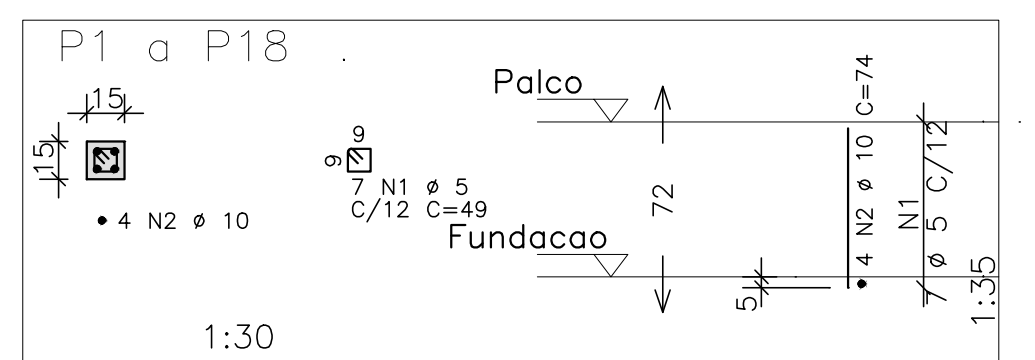 P1 a P18 .
15
15
4 N2 ø 10
1:30
9
9
7 N1 ø 5
C/12 C=49
Palco
Fundacao
72
5
4 N2 ø 10 C=74
N1
7 ø 5 C/12
1:35